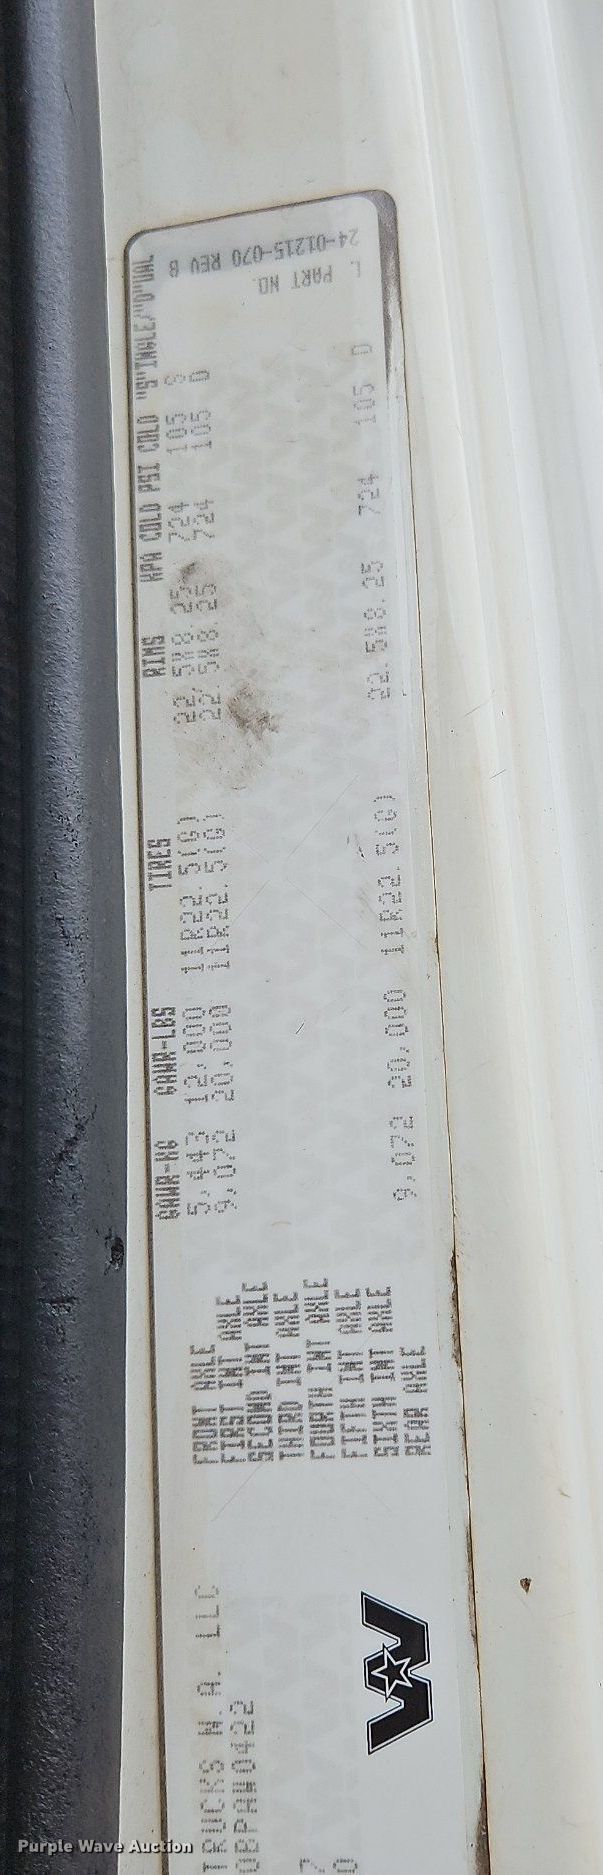 GAWR-KG GAWR-LBS TIRES RIMS KPA COLD PSI COLD "S"INGLE/"D"UAL
FRONT AXLE 5,443 12,000 11R22.5(G) 22.5X8.25 724 105 S
FIRST INT AXLE 9,072 20,000 11R22.5(G) 22.5X8.25 724 105 D
SECOND INT AXLE
THIRD INT AXLE
FOURTH INT AXLE
FIFTH INT AXLE
SIXTH INT AXLE
REAR AXLE 9,072 20,000 11R22.5(G) 22.5X8.25 724 105 D
TRUCKS N.A. LLC
PART NO.
24-01215-070 REV B
Purple Wave Auction